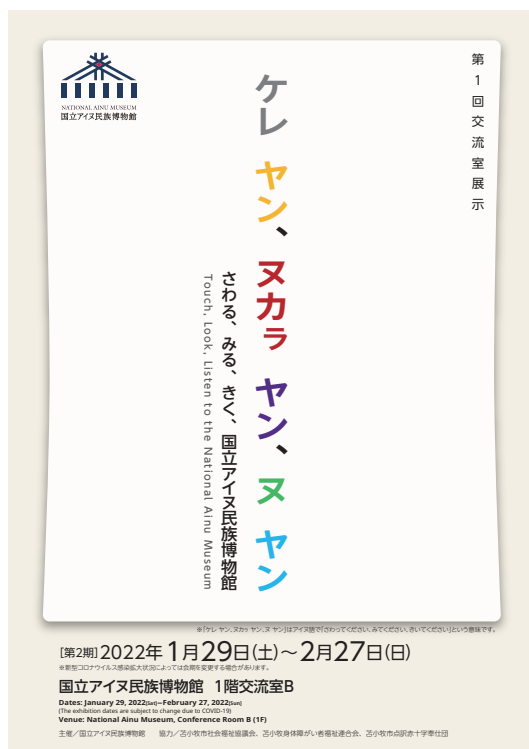 NATIONAL AINU MUSEUM
国立アイヌ民族博物館
第1回交流室展示
ケレ ヤン、ヌカㇻ ヤン、ヌ ヤン
さわる、みる、きく、国立アイヌ民族博物館
Touch, Look, Listen to the National Ainu Museum
※「ケレ ヤン、ヌカㇻ ヤン、ヌ ヤン」はアイヌ語で「さわってください、みてください、きいてください」という意味です。
[第2期]2022年1月29日(土)～2月27日(日)
※新型コロナウイルス感染拡大状況によっては会期を変更する場合があります。
国立アイヌ民族博物館 1階交流室B
Dates: January 29, 2022[Sat]–February 27, 2022[Sun]
(The exhibition dates are subject to change due to COVID-19)
Venue: National Ainu Museum, Conference Room B (1F)
主催／国立アイヌ民族博物館 協力／苫小牧市社会福祉協議会、苫小牧身体障がい者福祉連合会、苫小牧市点訳赤十字奉仕団